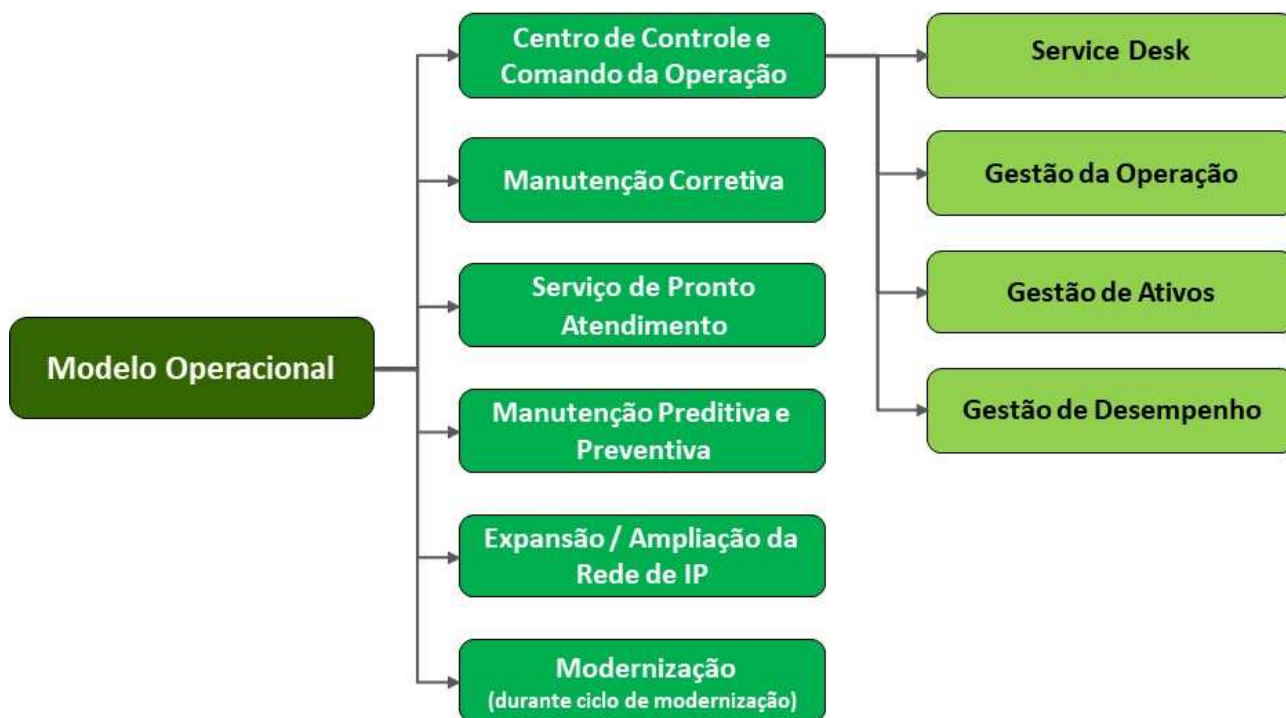 Modelo Operacional
Centro de Controle e
Comando da Operação
Manutenção Corretiva
Serviço de Pronto
Atendimento
Manutenção Preditiva e
Preventiva
Expansão / Ampliação da
Rede de IP
Modernização
(durante ciclo de modernização)
Service Desk
Gestão da Operação
Gestão de Ativos
Gestão de Desempenho